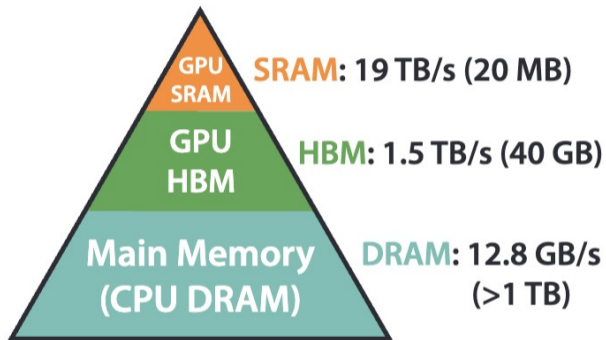 GPU
SRAM
SRAM: 19 TB/s (20 MB)
GPU
HBM
HBM: 1.5 TB/s (40 GB)
Main Memory
(CPU DRAM)
DRAM: 12.8 GB/s
(>1 TB)